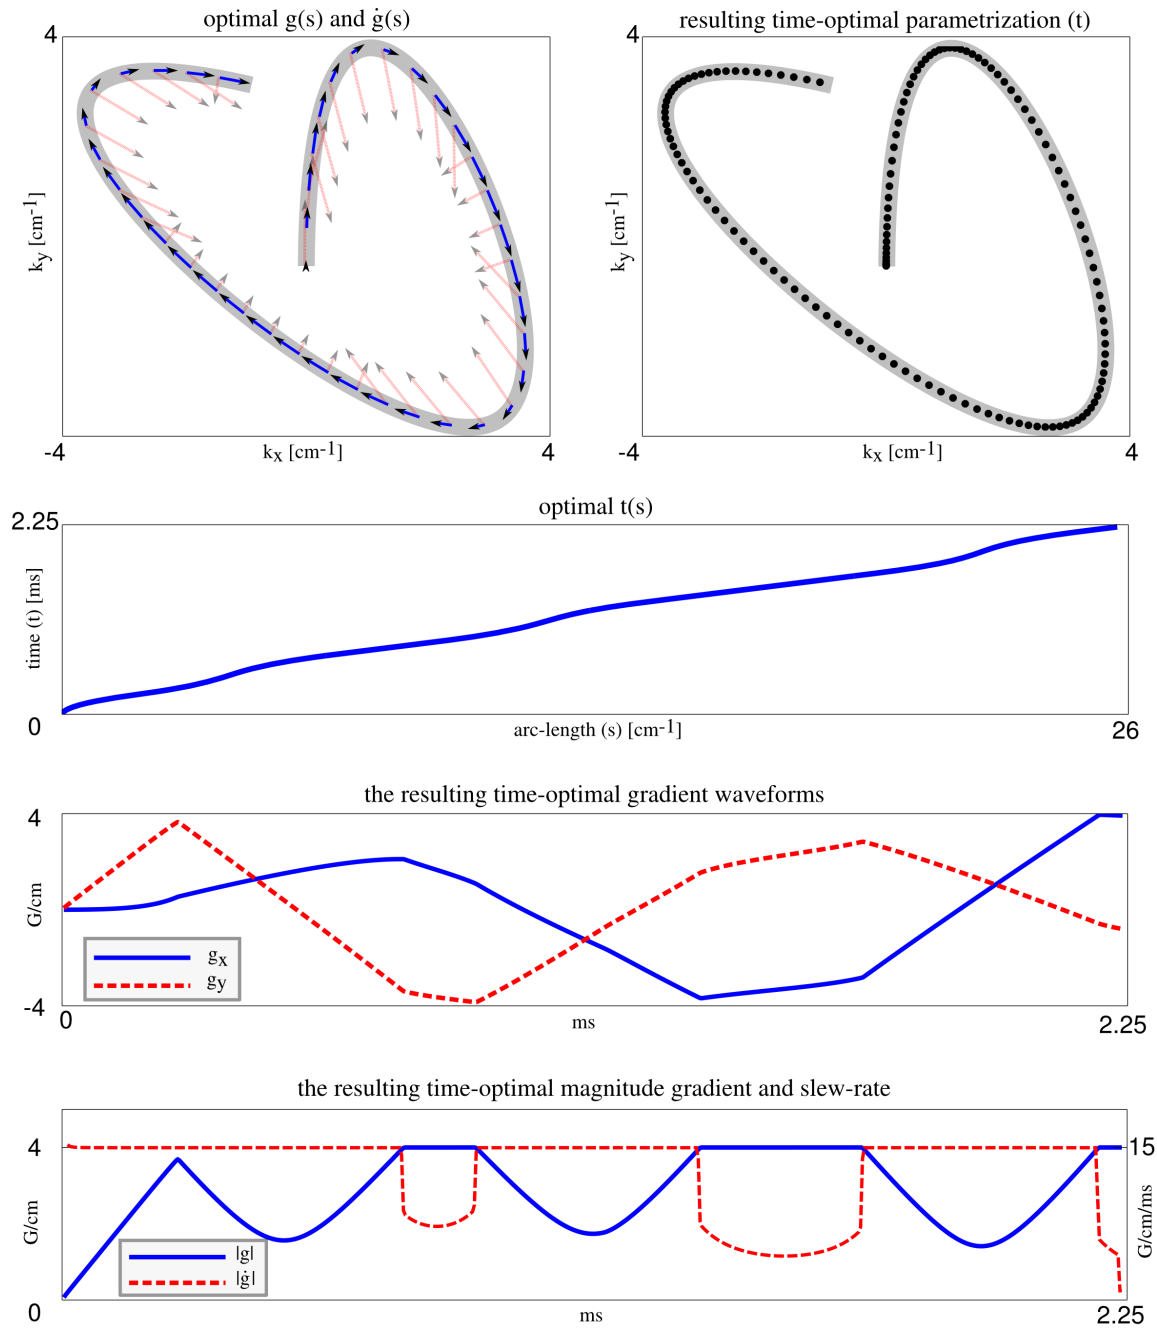 optimal g(s) and ġ(s)
resulting time-optimal parametrization (t)
4
4
ky [cm-1]
ky [cm-1]
-4
kx [cm-1]
4
-4
kx [cm-1]
4
optimal t(s)
2.25
time (t) [ms]
0
arc-length (s) [cm-1]
26
the resulting time-optimal gradient waveforms
4
G/cm
gx
gy
-4
0
ms
2.25
the resulting time-optimal magnitude gradient and slew-rate
4
15
G/cm
G/cm/ms
|g|
|ġ|
0
ms
2.25